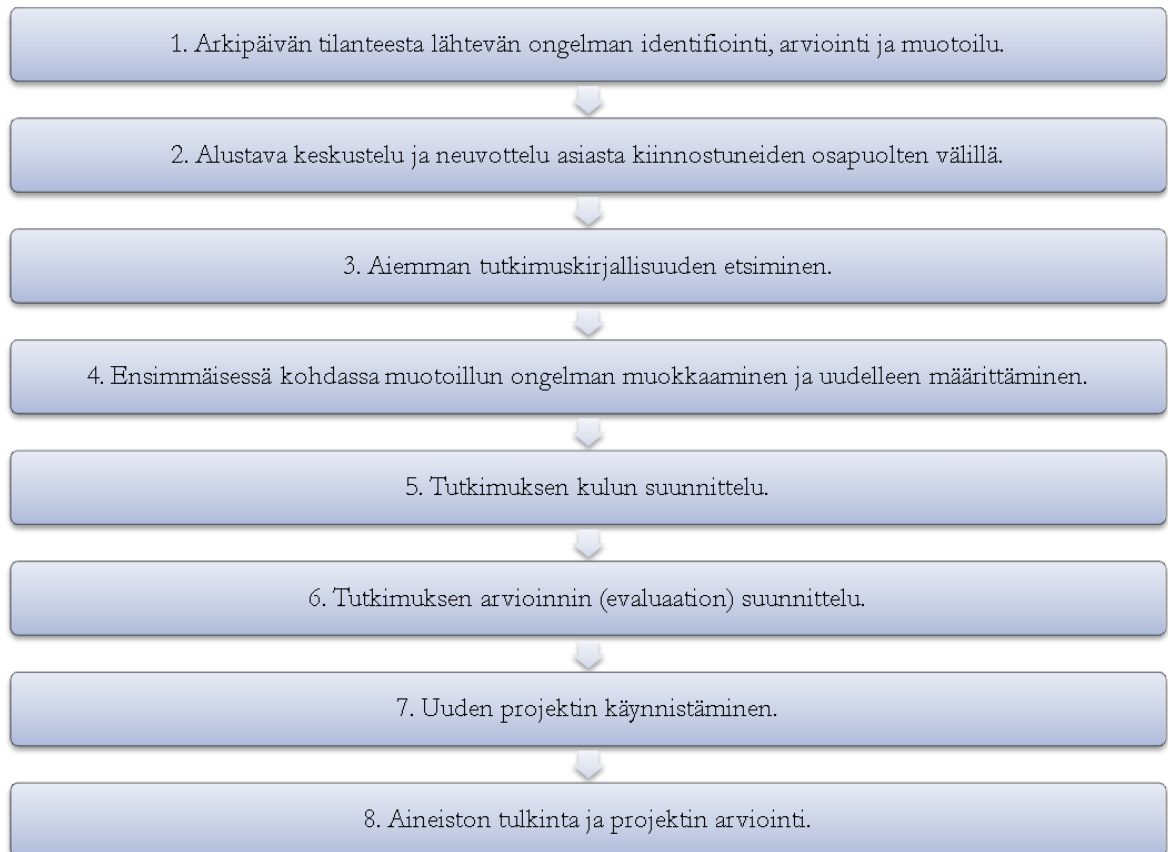 1. Arkipäivän tilanteesta lähtevän ongelman identifiointi, arviointi ja muotoilu.
2. Alustava keskustelu ja neuvottelu asiasta kiinnostuneiden osapuolten välillä.
3. Aiemman tutkimuskirjallisuuden etsiminen.
4. Ensimmäisessä kohdassa muotoillun ongelman muokkaaminen ja uudelleen määrittäminen.
5. Tutkimuksen kulun suunnittelu.
6. Tutkimuksen arvioinnin (evaluaation) suunnittelu.
7. Uuden projektin käynnistäminen.
8. Aineiston tulkinta ja projektin arviointi.